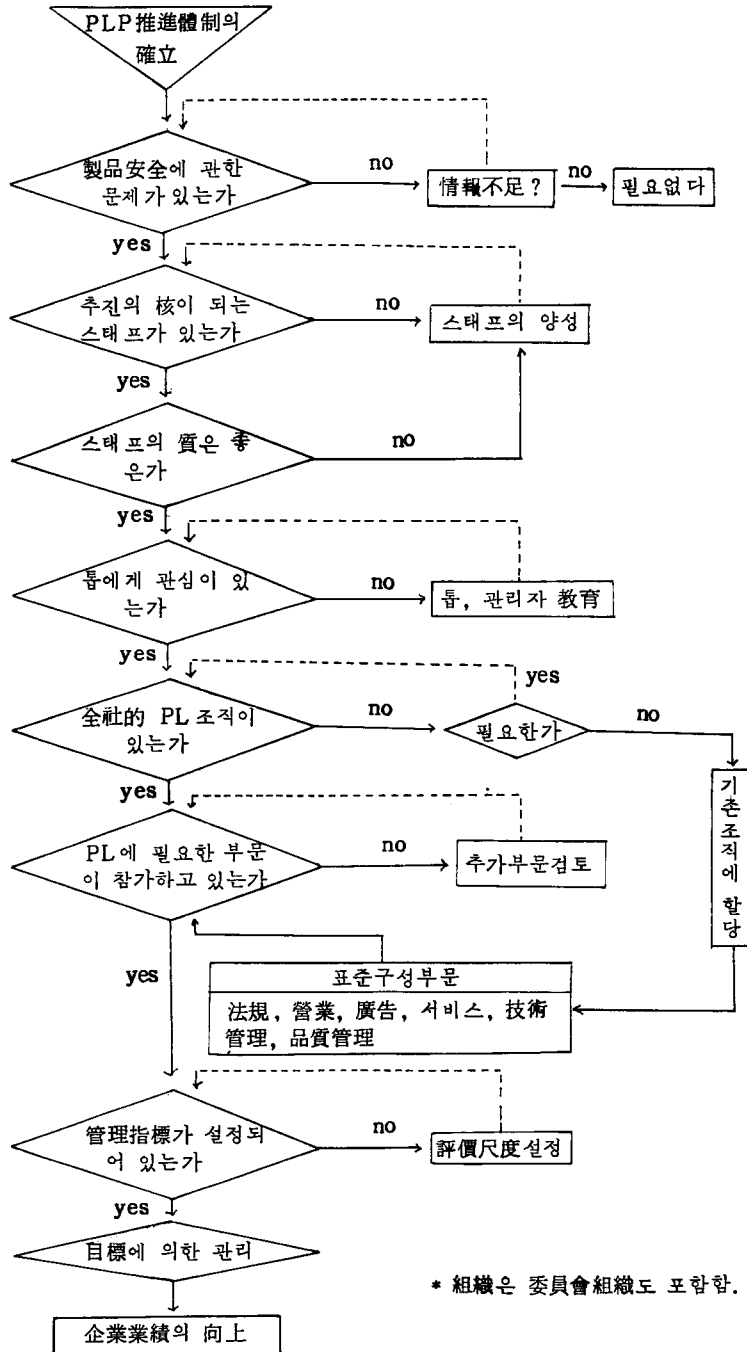 PLP推進體制의
確立
製品安全에 관한
문제가 있는가
no
情報不足?
no
필요없다
yes
추진의 核이 되는
스태프가 있는가
no
스태프의 양성
yes
스태프의 質은 좋
은가
no
yes
톱에게 관심이 있
는가
no
톱, 관리자 教育
yes
yes
全社的 PL 조직이
있는가
no
필요한가
no
yes
기존조직에 할당
PL에 필요한 부문
이 참가하고 있는가
no
추가부문검토
yes
표준구성부문
法規, 營業, 廣告, 서비스, 技術
管理, 品質管理
管理指標가 설정되
어 있는가
no
評價尺度설정
yes
目標에 의한 관리
* 組織은 委員會組織도 포함함.
企業業績의 向上